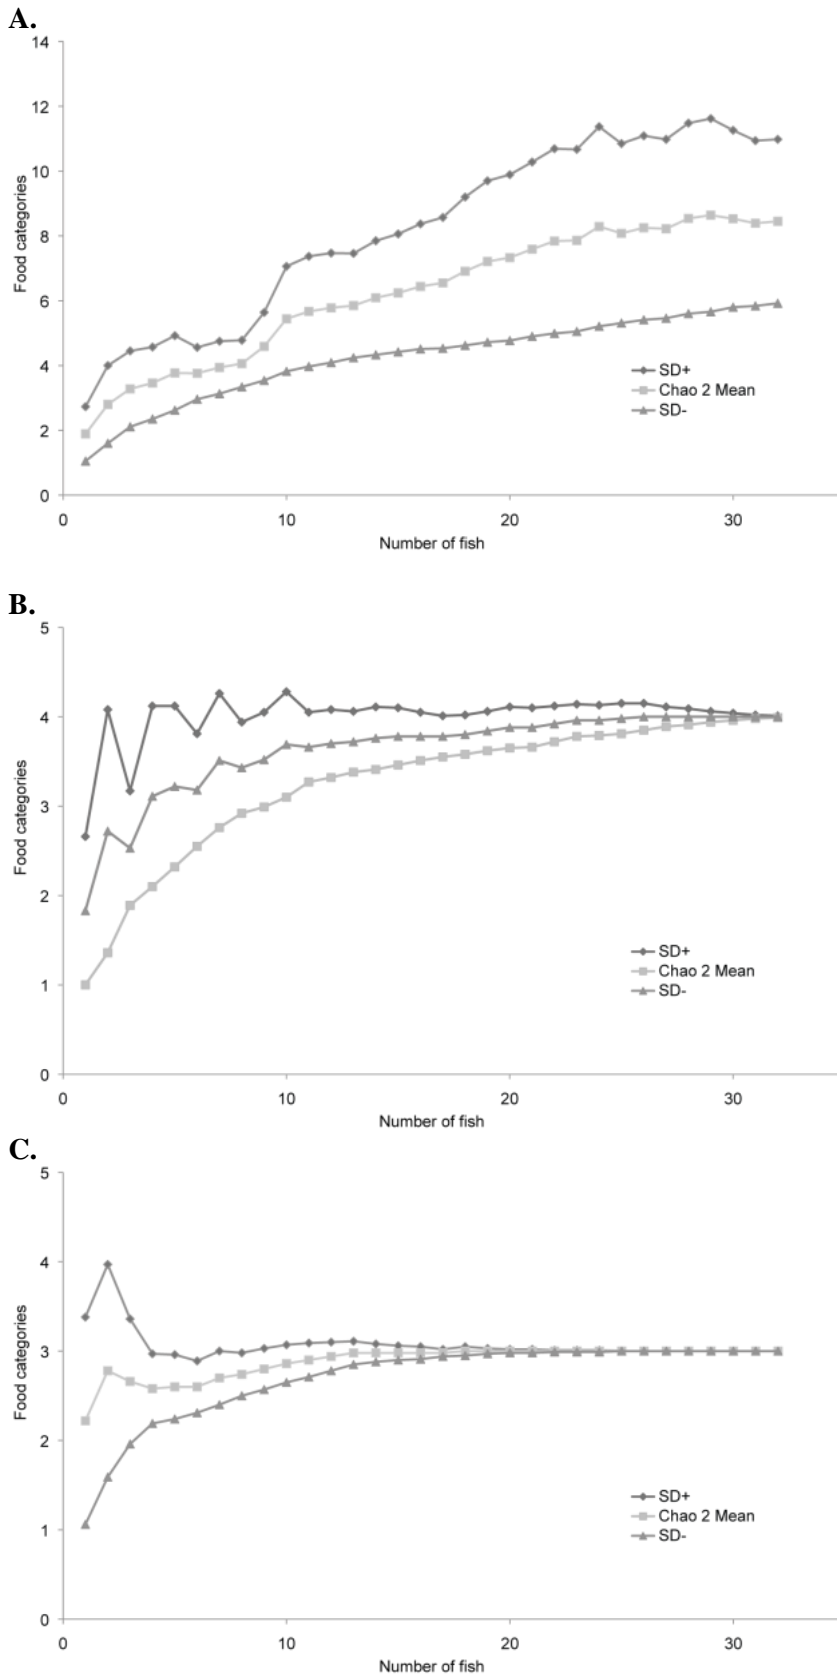 A.
14
12
10
8
6
4
2
0
Food categories
SD+
Chao 2 Mean
SD-
0 10 20 30
Number of fish
B.
5
4
3
2
1
0
Food categories
SD+
Chao 2 Mean
SD-
0 10 20 30
Number of fish
C.
5
4
3
2
1
0
Food categories
SD+
Chao 2 Mean
SD-
0 10 20 30
Number of fish